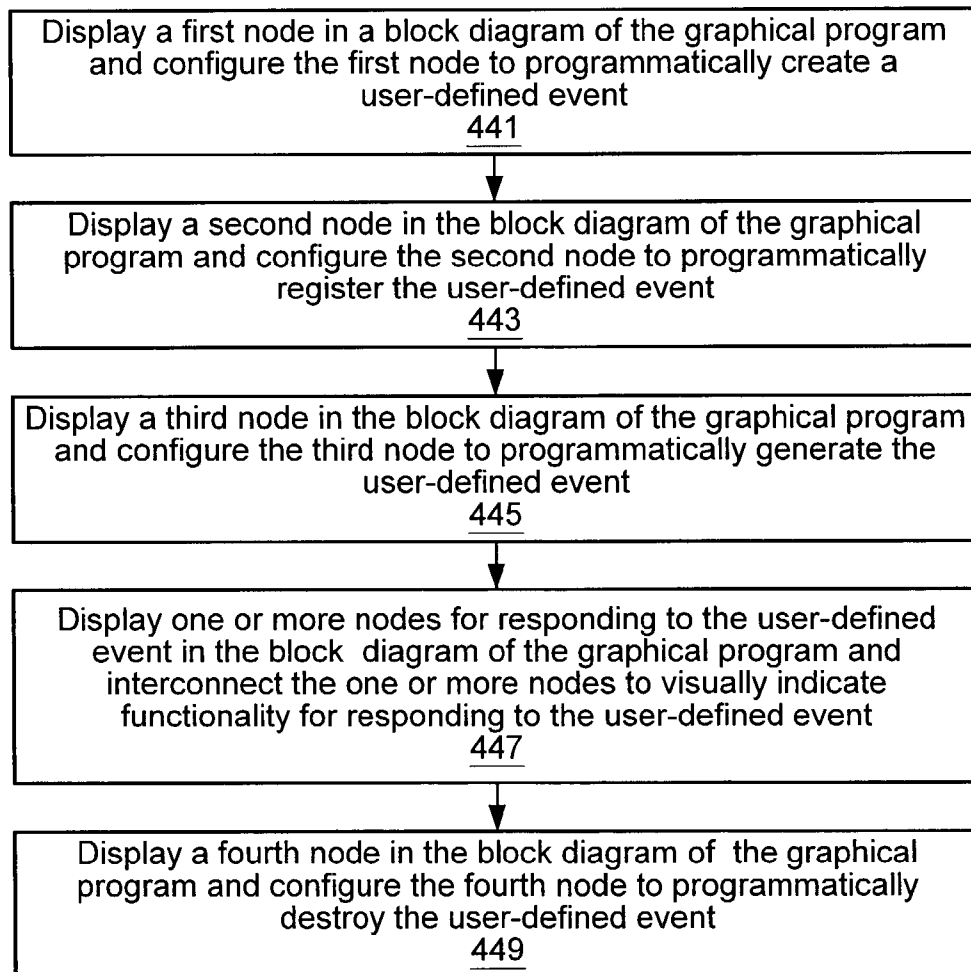 Display a first node in a block diagram of the graphical program
and configure the first node to programmatically create a
user-defined event
441
Display a second node in the block diagram of the graphical
program and configure the second node to programmatically
register the user-defined event
443
Display a third node in the block diagram of the graphical program
and configure the third node to programmatically generate the
user-defined event
445
Display one or more nodes for responding to the user-defined
event in the block diagram of the graphical program and
interconnect the one or more nodes to visually indicate
functionality for responding to the user-defined event
447
Display a fourth node in the block diagram of the graphical
program and configure the fourth node to programmatically
destroy the user-defined event
449